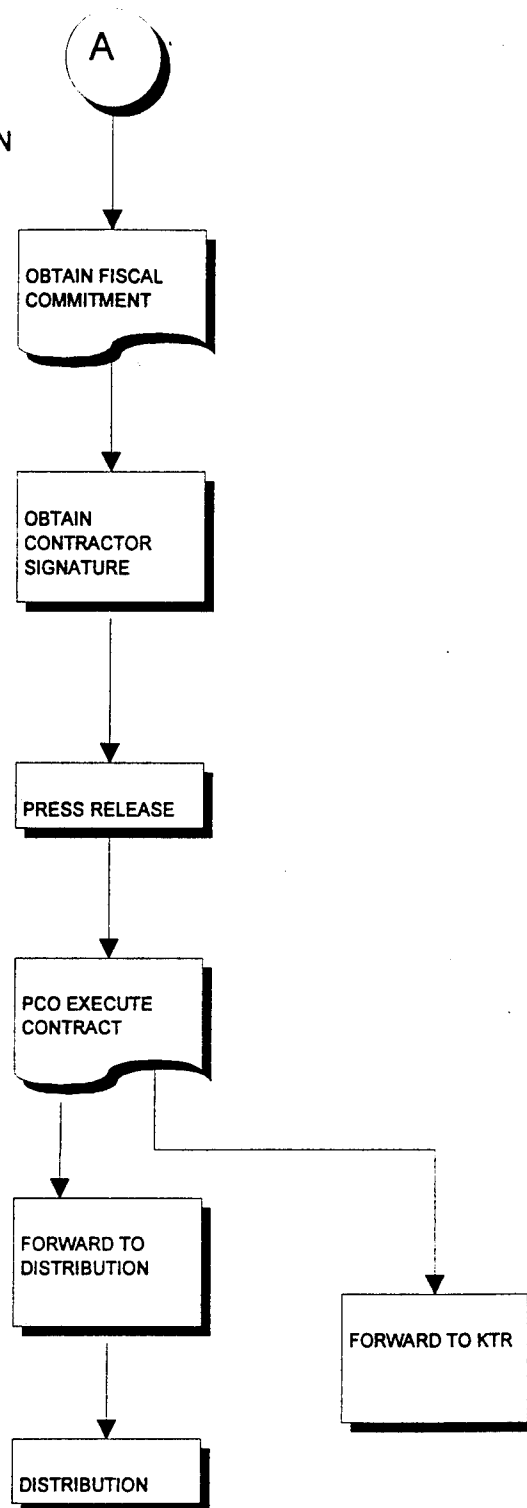 A
N
OBTAIN FISCAL
COMMITMENT
OBTAIN
CONTRACTOR
SIGNATURE
PRESS RELEASE
PCO EXECUTE
CONTRACT
FORWARD TO
DISTRIBUTION
FORWARD TO KTR
DISTRIBUTION